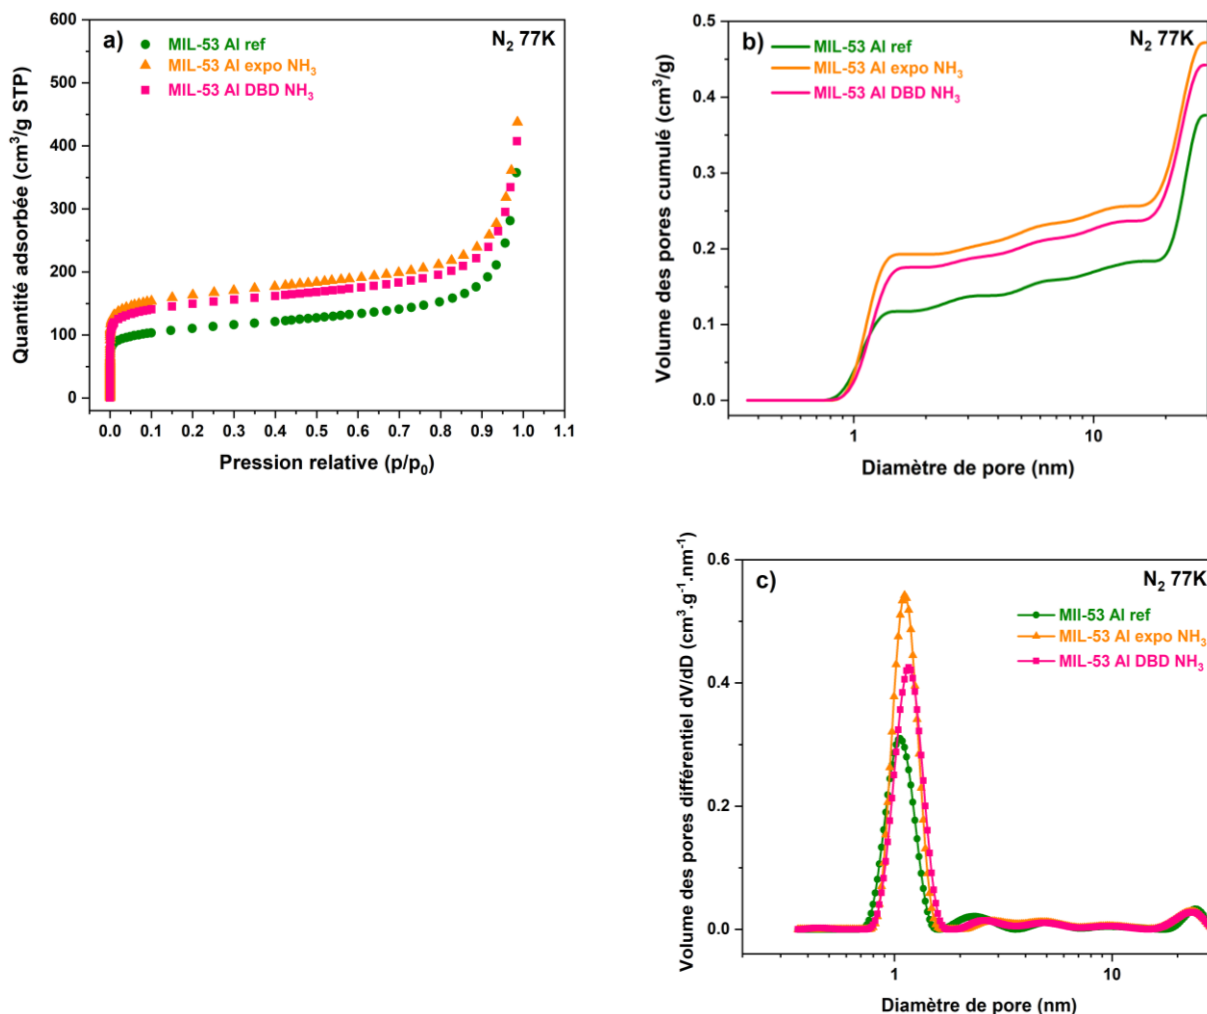 a)
N₂ 77K
MIL-53 Al ref
MIL-53 Al expo NH₃
MIL-53 Al DBD NH₃
Quantité adsorbée (cm³/g STP)
600
500
400
300
200
100
0
0.0 0.1 0.2 0.3 0.4 0.5 0.6 0.7 0.8 0.9 1.0 1.1
Pression relative (p/p₀)
b)
N₂ 77K
MIL-53 Al ref
MIL-53 Al expo NH₃
MIL-53 Al DBD NH₃
Volume des pores cumulé (cm³/g)
0.5
0.4
0.3
0.2
0.1
0.0
1 10
Diamètre de pore (nm)
c)
N₂ 77K
MIl-53 Al ref
MIL-53 Al expo NH₃
MIL-53 Al DBD NH₃
Volume des pores différentiel dV/dD (cm³.g⁻¹.nm⁻¹)
0.6
0.4
0.2
0.0
1 10
Diamètre de pore (nm)